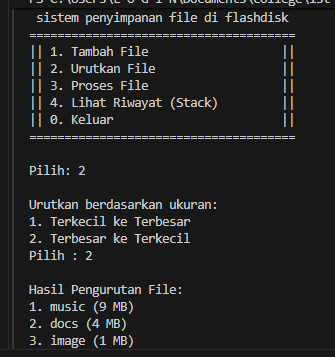 sistem penyimpanan file di flashdisk
======================================
|| 1. Tambah File ||
|| 2. Urutkan File ||
|| 3. Proses File ||
|| 4. Lihat Riwayat (Stack) ||
|| 0. Keluar ||
======================================
Pilih: 2
Urutkan berdasarkan ukuran:
1. Terkecil ke Terbesar
2. Terbesar ke Terkecil
Pilih : 2
Hasil Pengurutan File:
1. music (9 MB)
2. docs (4 MB)
3. image (1 MB)